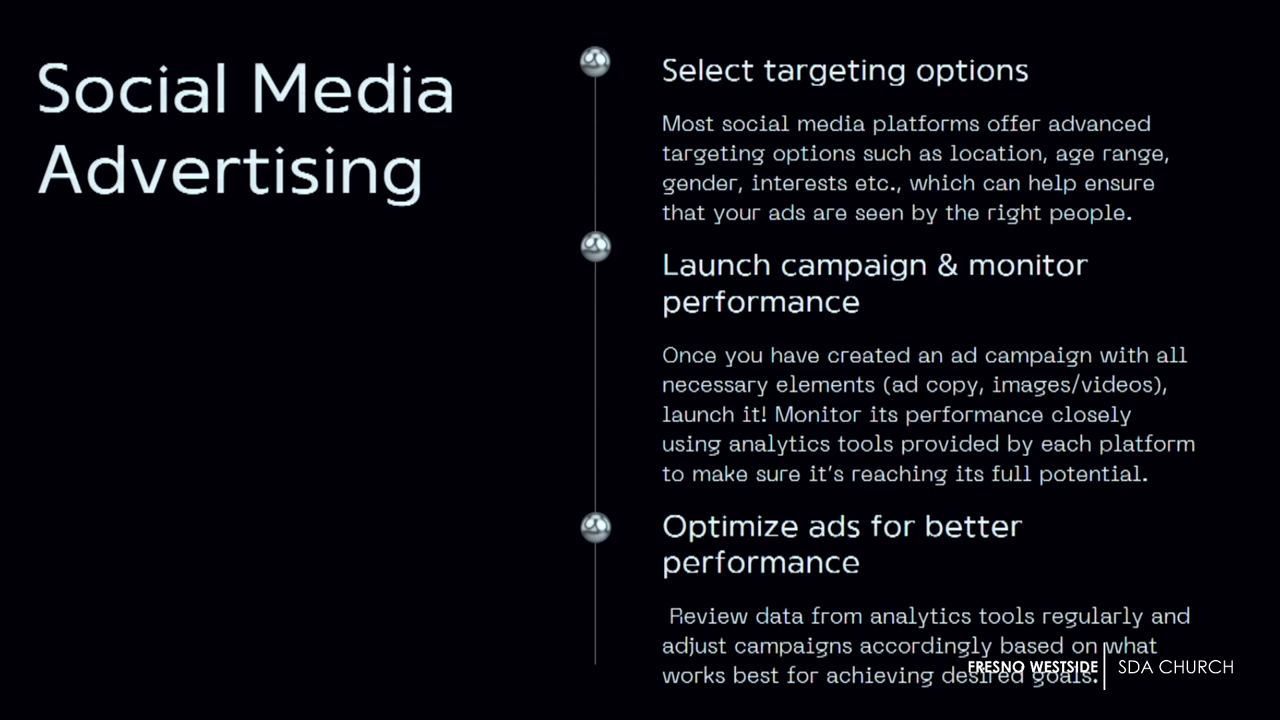 Social Media
Advertising
Select targeting options
Most social media platforms offer advanced
targeting options such as location, age range,
gender, interests etc., which can help ensure
that your ads are seen by the right people.
Launch campaign & monitor
performance
Once you have created an ad campaign with all
necessary elements (ad copy, images/videos),
launch it! Monitor its performance closely
using analytics tools provided by each platform
to make sure it's reaching its full potential.
Optimize ads for better
performance
Review data from analytics tools regularly and
adjust campaigns accordingly based on what
works best for achieving desired goals.
FRESNO WESTSIDE SDA CHURCH